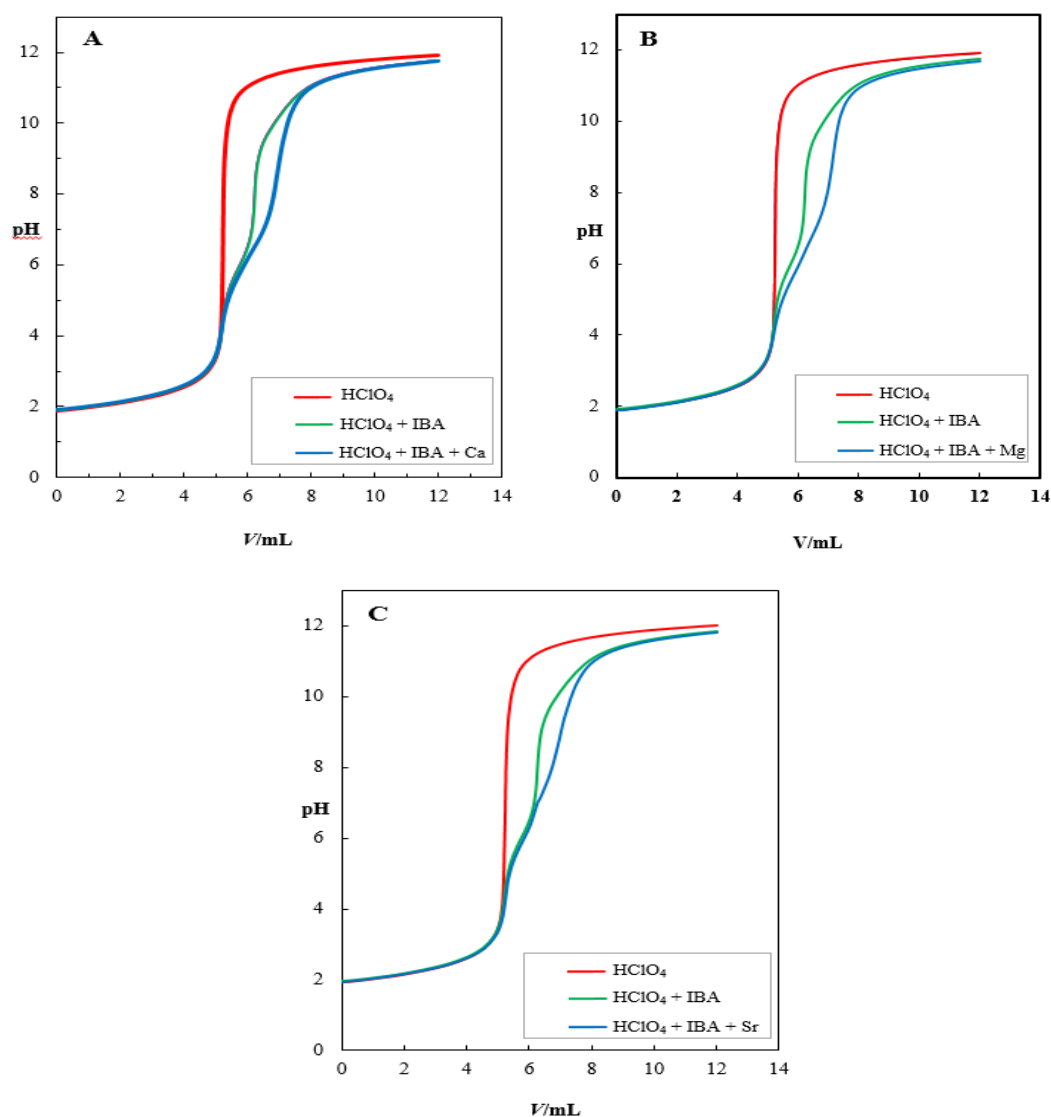 A
12
10
8
pH
6
4
2
0
HClO₄
HClO₄ + IBA
HClO₄ + IBA + Ca
0 2 4 6 8 10 12 14
V/mL
B
12
10
8
pH
6
4
2
0
HClO₄
HClO₄ + IBA
HClO₄ + IBA + Mg
0 2 4 6 8 10 12 14
V/mL
C
12
10
8
pH
6
4
2
0
HClO₄
HClO₄ + IBA
HClO₄ + IBA + Sr
0 2 4 6 8 10 12 14
V/mL